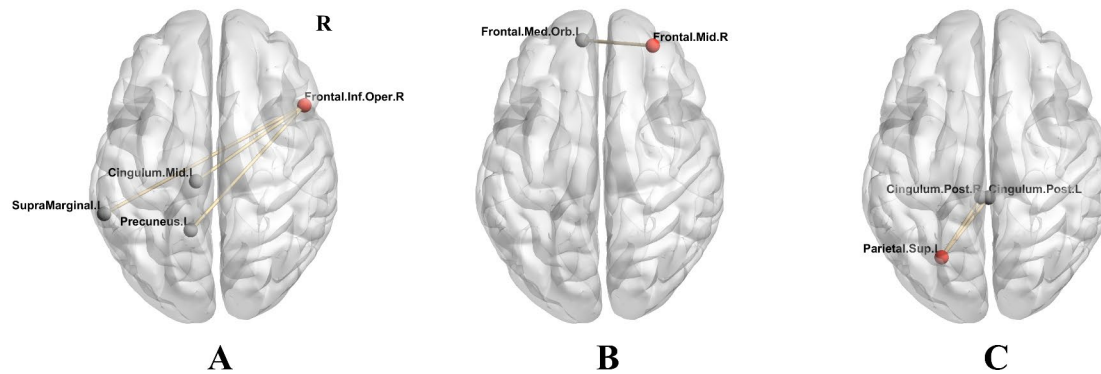 R
Frontal.Inf.Oper.R
Cingulum.Mid.l
SupraMarginal.l
Precuneus.L
A
Frontal.Med.Orb.l
Frontal.Mid.R
B
Cingulum.Post.R
Cingulum.Post.L
Parietal.Sup.l
C